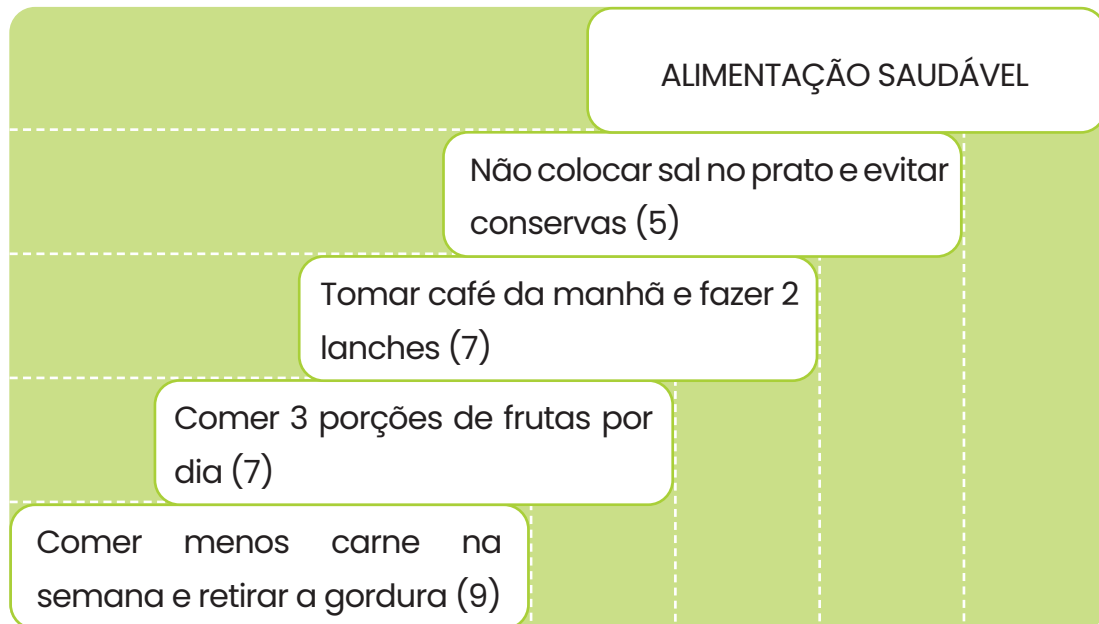 ALIMENTAÇÃO SAUDÁVEL
Não colocar sal no prato e evitar
conservas (5)
Tomar café da manhã e fazer 2
lanches (7)
Comer 3 porções de frutas por
dia (7)
Comer menos carne na
semana e retirar a gordura (9)